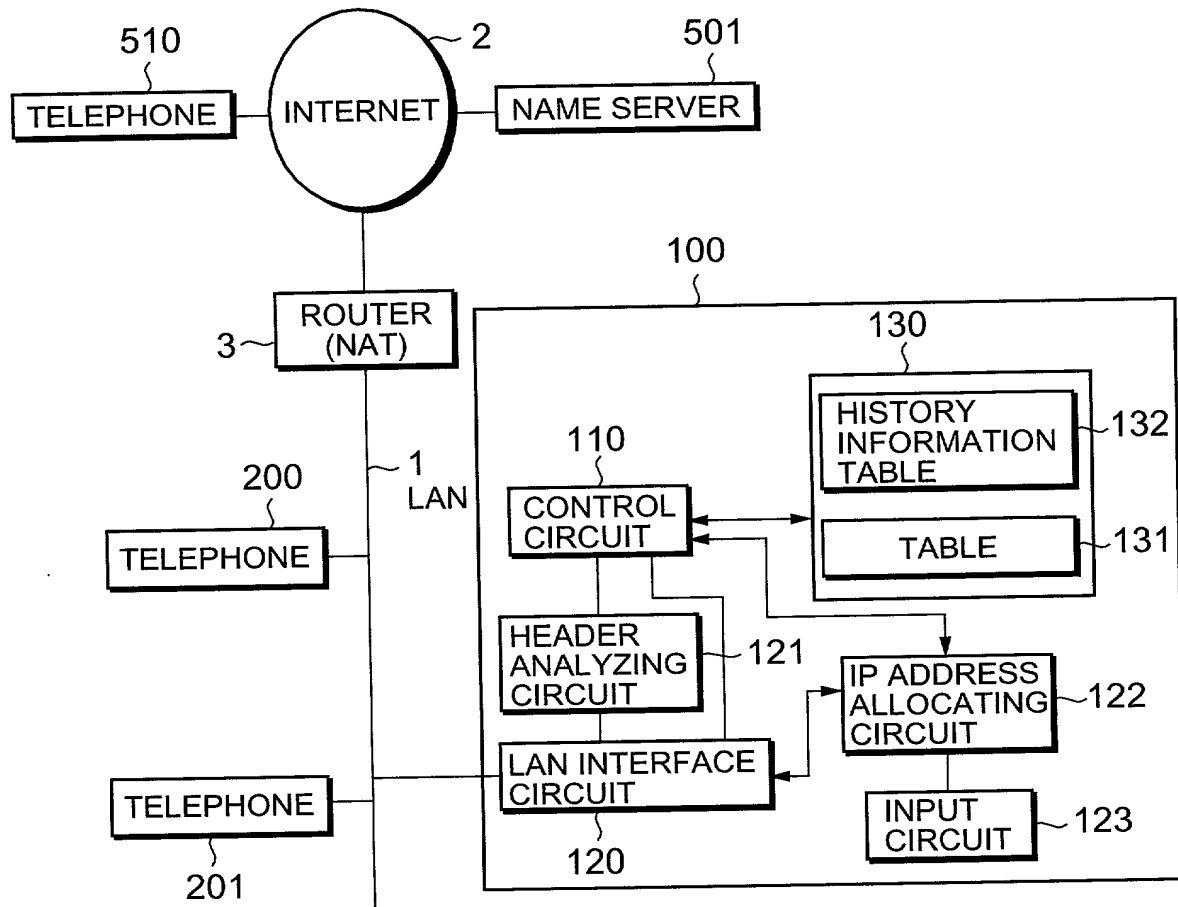 510
2
501
TELEPHONE
INTERNET
NAME SERVER
100
ROUTER
(NAT)
3
130
HISTORY
INFORMATION
TABLE
132
1
LAN
110
200
CONTROL
CIRCUIT
TABLE
131
TELEPHONE
HEADER
ANALYZING
CIRCUIT
121
IP ADDRESS
ALLOCATING
CIRCUIT
122
LAN INTERFACE
CIRCUIT
TELEPHONE
INPUT
CIRCUIT
123
120
201